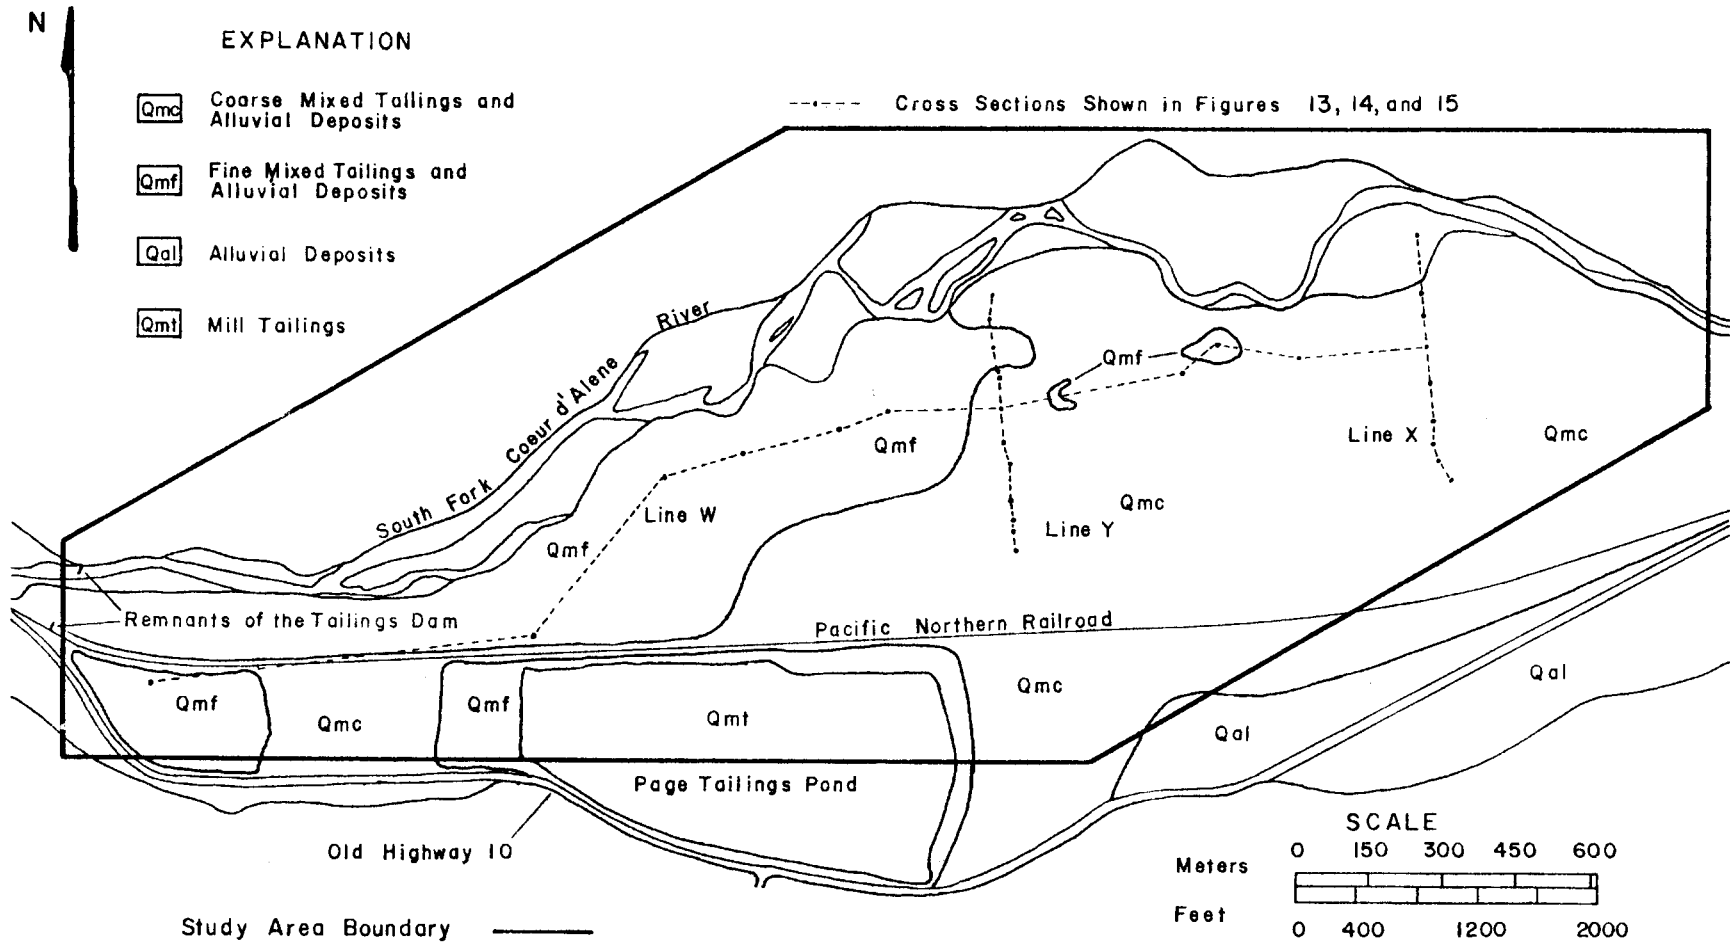 N
EXPLANATION
Qmc Coarse Mixed Tailings and
Alluvial Deposits
Qmf Fine Mixed Tailings and
Alluvial Deposits
Qal Alluvial Deposits
Qmt Mill Tailings
Cross Sections Shown in Figures 13, 14, and 15
South Fork Coeur d'Alene River
Qmf
Line X
Qmc
Qmf
Line W
Qmc
Line Y
Qmf
Remnants of the Tailings Dam
Pacific Northern Railroad
Qal
Qmc
Qmf
Qmc
Qmf
Qmt
Qal
Page Tailings Pond
Old Highway 10
Study Area Boundary
SCALE
Meters 0 150 300 450 600
Feet 0 400 1200 2000